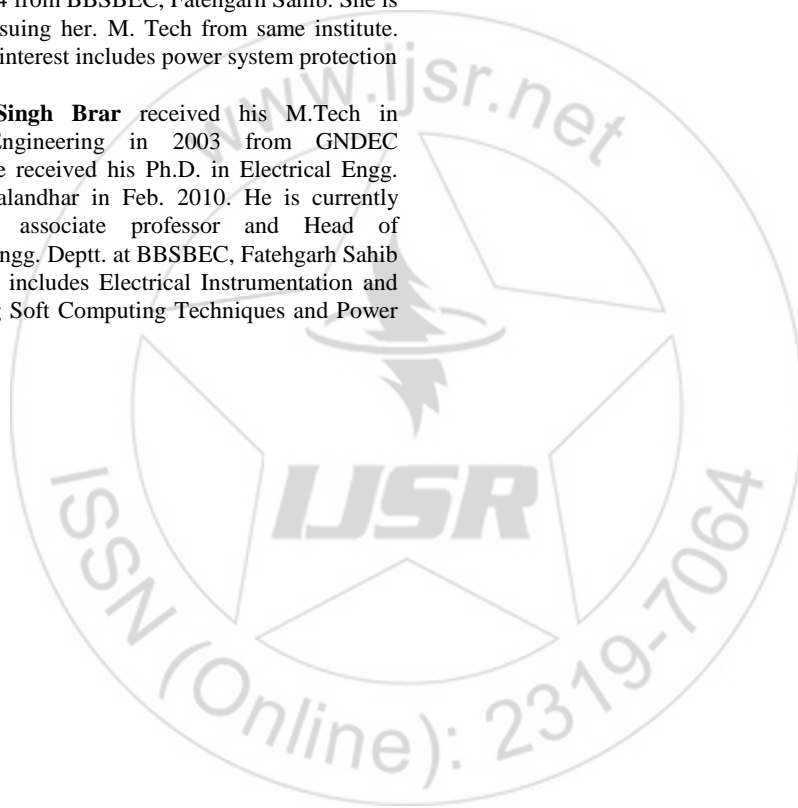 4 from BBSBEC, Fatehgarh Sahib. She is
suing her. M. Tech from same institute.
interest includes power system protection
Singh Brar received his M.Tech in
ngineering in 2003 from GNDEC
e received his Ph.D. in Electrical Engg.
alandhar in Feb. 2010. He is currently
associate professor and Head of
ngg. Deptt. at BBSBEC, Fatehgarh Sahib
includes Electrical Instrumentation and
g Soft Computing Techniques and Power
www.ijsr.net
IJSR
ISSN (Online): 2319-7064